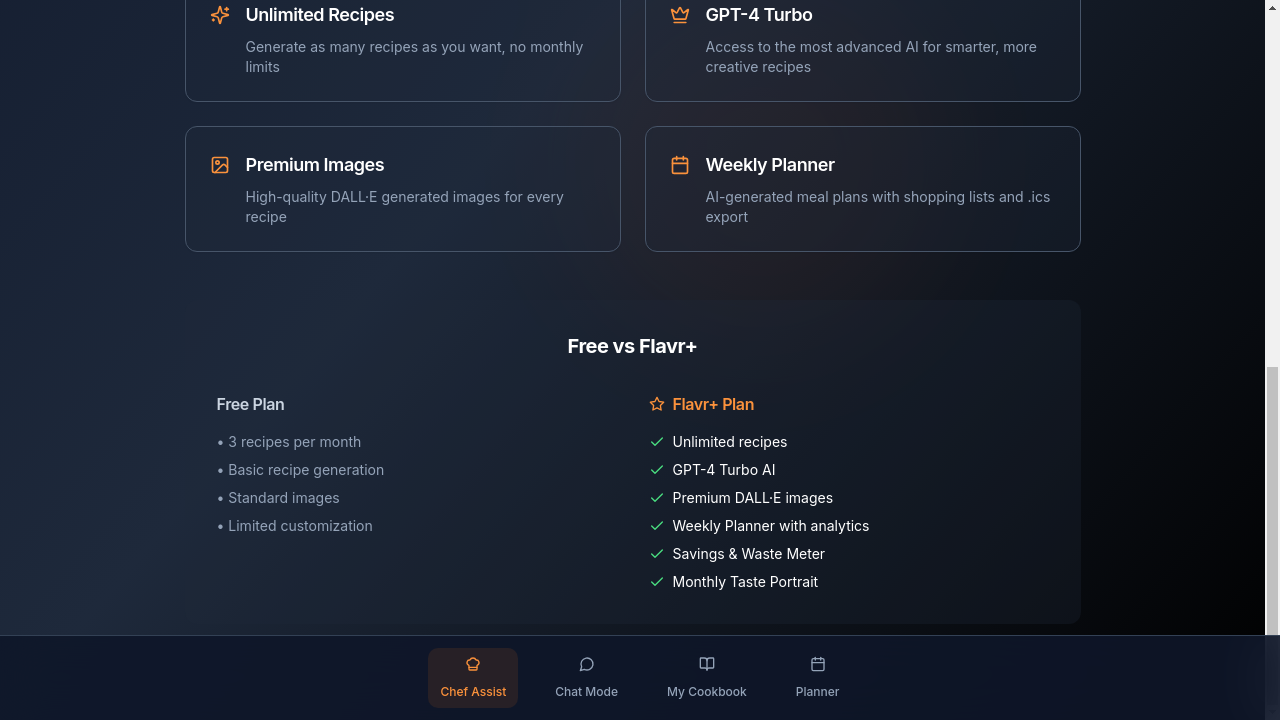 Unlimited Recipes
Generate as many recipes as you want, no monthly
limits
GPT-4 Turbo
Access to the most advanced AI for smarter, more
creative recipes
Premium Images
High-quality DALL·E generated images for every
recipe
Weekly Planner
AI-generated meal plans with shopping lists and .ics
export
Free vs Flavr+
Free Plan
• 3 recipes per month
• Basic recipe generation
• Standard images
• Limited customization
Flavr+ Plan
Unlimited recipes
GPT-4 Turbo AI
Premium DALL·E images
Weekly Planner with analytics
Savings & Waste Meter
Monthly Taste Portrait
Chef Assist
Chat Mode
My Cookbook
Planner